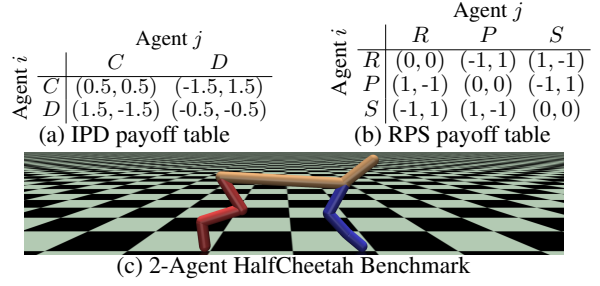 Agent j
Agent i
C D
C (0.5, 0.5) (-1.5, 1.5)
D (1.5, -1.5) (-0.5, -0.5)
(a) IPD payoff table
Agent j
Agent i
R P S
R (0, 0) (-1, 1) (1, -1)
P (1, -1) (0, 0) (-1, 1)
S (-1, 1) (1, -1) (0, 0)
(b) RPS payoff table
(c) 2-Agent HalfCheetah Benchmark